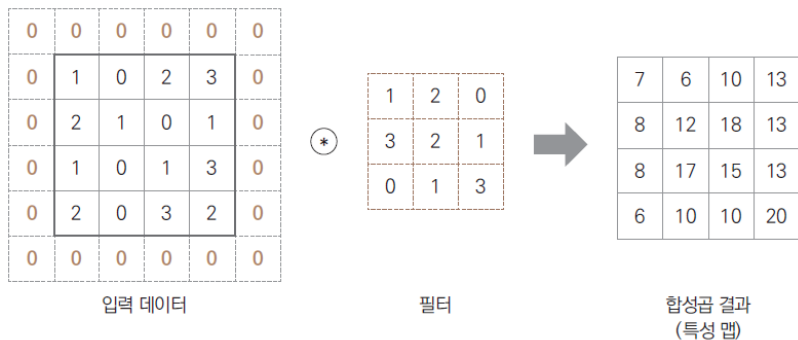 0 0 0 0 0 0
0 1 0 2 3 0
0 2 1 0 1 0
0 1 0 1 3 0
0 2 0 3 2 0
0 0 0 0 0 0
입력 데이터
*
1 2 0
3 2 1
0 1 3
필터
7 6 10 13
8 12 18 13
8 17 15 13
6 10 10 20
합성곱 결과
(특성 맵)